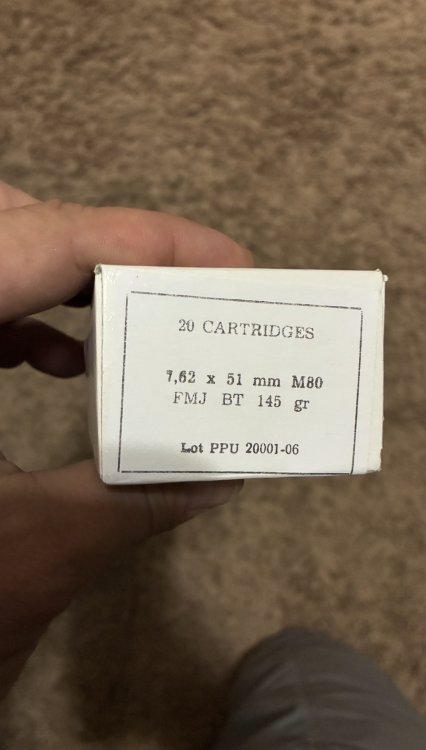 20 CARTRIDGES
7,62 x 51 mm M80
FMJ BT 145 gr
Lot PPU 20001-06